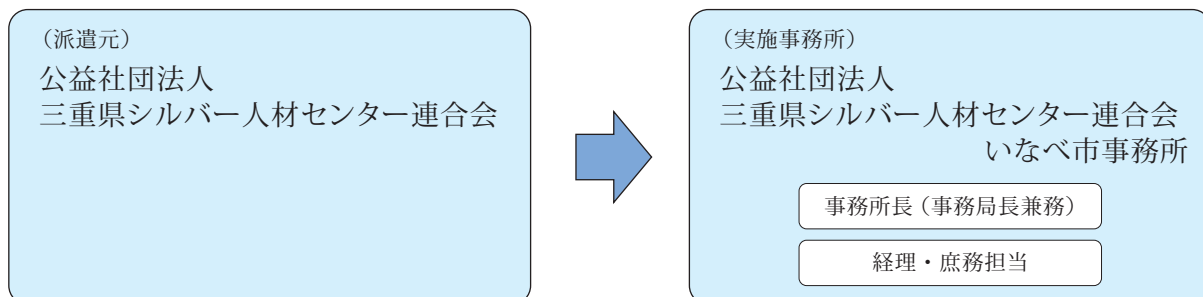 （派遣元）
公益社団法人
三重県シルバー人材センター連合会
（実施事務所）
公益社団法人
三重県シルバー人材センター連合会
いなべ市事務所
事務所長（事務局長兼務）
経理・庶務担当